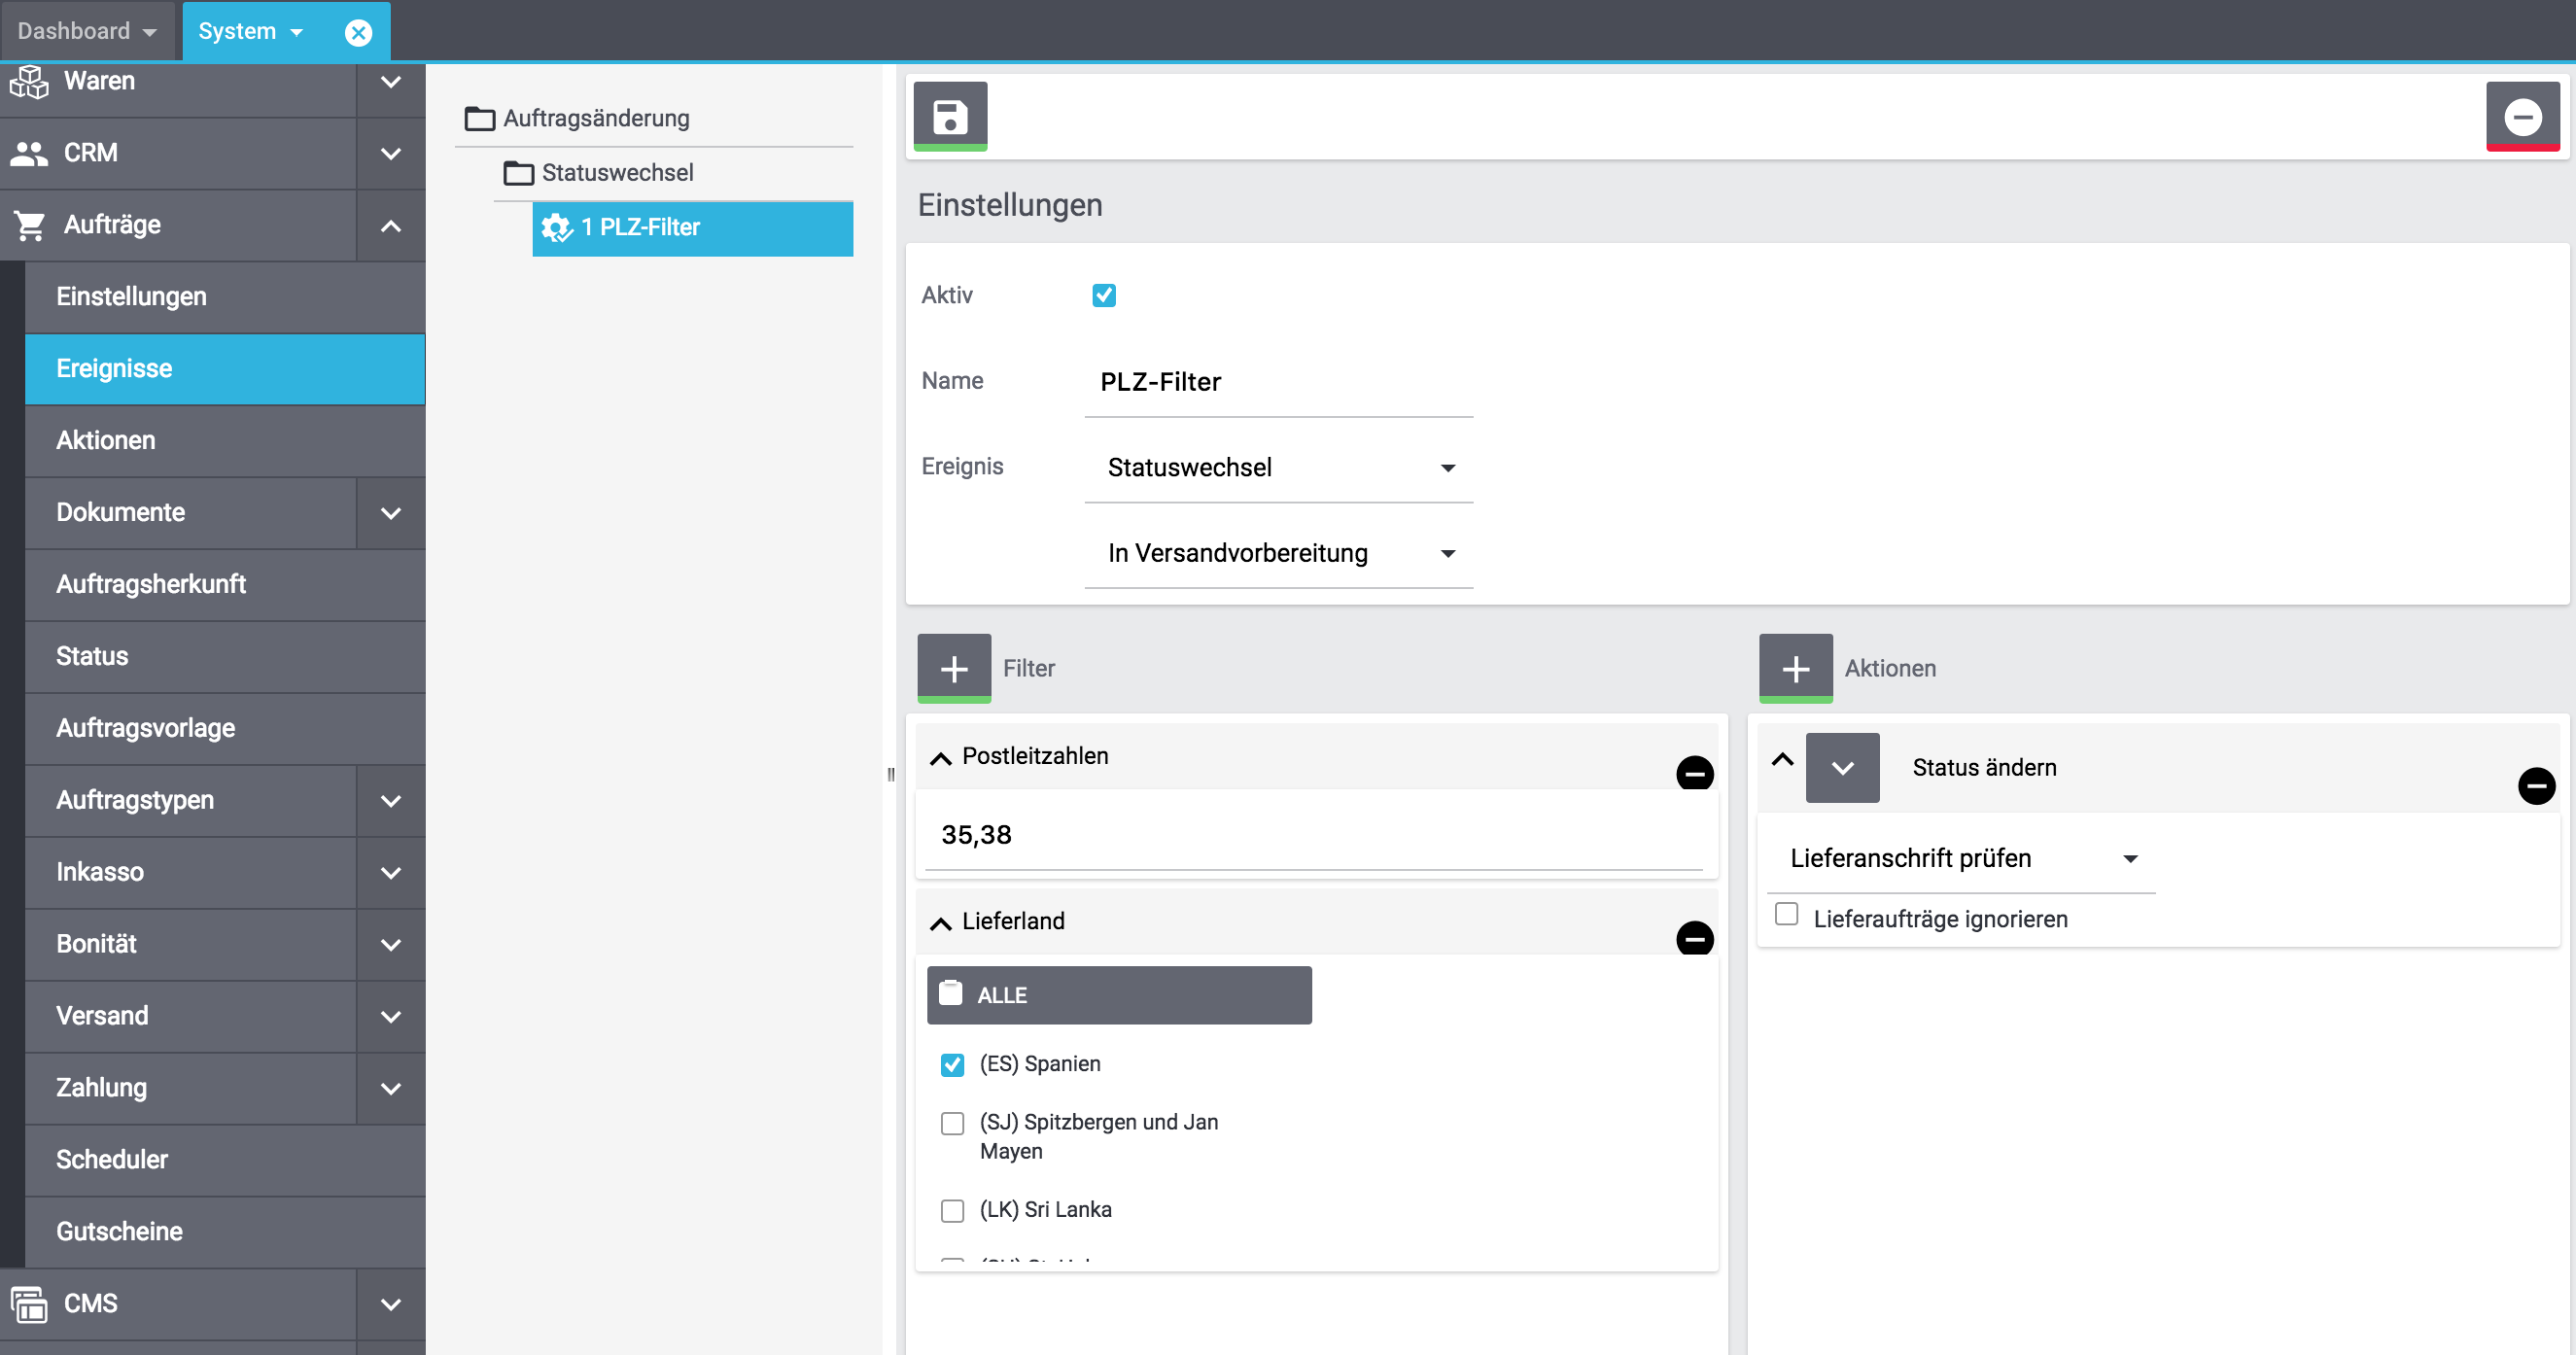 Dashboard
System
Waren
CRM
Aufträge
Einstellungen
Ereignisse
Aktionen
Dokumente
Auftragsherkunft
Status
Auftragsvorlage
Auftragstypen
Inkasso
Bonität
Versand
Zahlung
Scheduler
Gutscheine
CMS
Auftragsänderung
Statuswechsel
1 PLZ-Filter
Einstellungen
Aktiv
Name
PLZ-Filter
Ereignis
Statuswechsel
In Versandvorbereitung
Filter
Postleitzahlen
35,38
Lieferland
ALLE
(ES) Spanien
(SJ) Spitzbergen und Jan
Mayen
(LK) Sri Lanka
Aktionen
Status ändern
Lieferanschrift prüfen
Lieferaufträge ignorieren